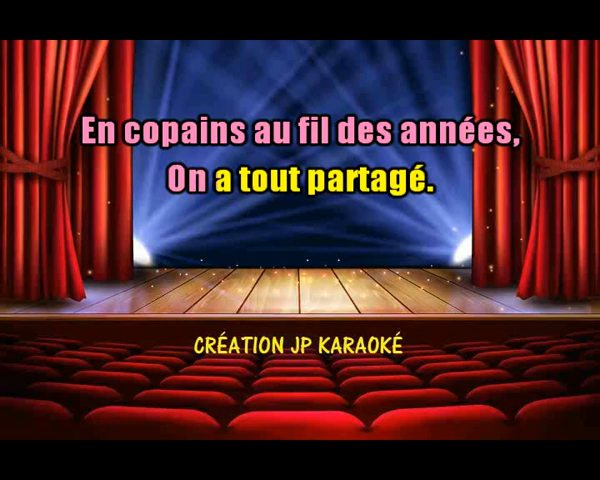 En copains au fil des années,
On a tout partagé.
CRÉATION JP KARAOKÉ